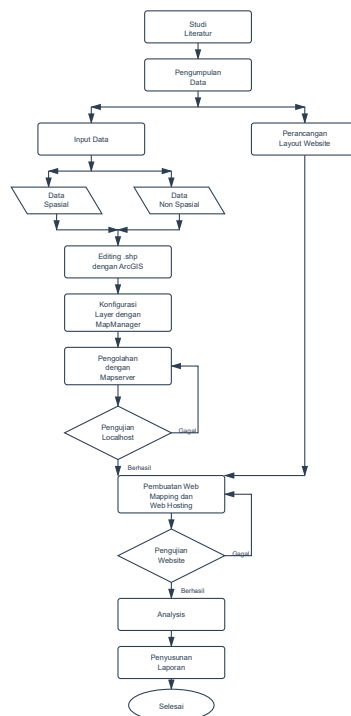 Studi
Literatur
Pengumpulan
Data
Input Data
Perancangan
Layout Website
Data
Spasial
Data
Non Spasial
Editing .shp
dengan ArcGIS
Konfigurasi
Layer dengan
MapManager
Pengolahan
dengan
Mapserver
Pengujian
Localhost
Gagal
Berhasil
Pembuatan Web
Mapping dan
Web Hosting
Pengujian
Website
Gagal
Berhasil
Analysis
Penyusunan
Laporan
Selesai